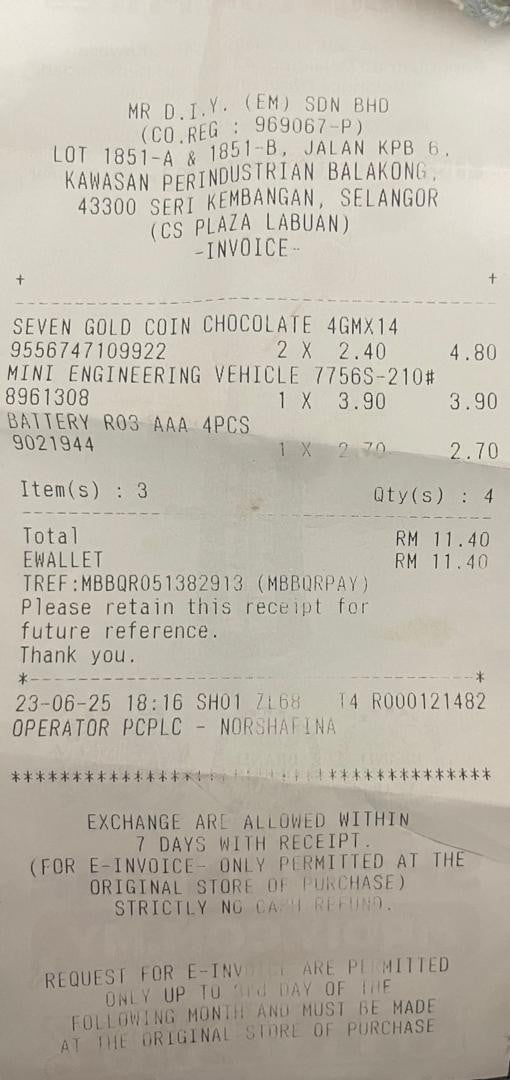 MR D.I.Y. (EM) SDN BHD
(CO.REG : 969067-P)
LOT 1851-A & 1851-B, JALAN KPB 6,
KAWASAN PERINDUSTRIAN BALAKONG,
43300 SERI KEMBANGAN, SELANGOR
(CS PLAZA LABUAN)
-INVOICE-
+ +
SEVEN GOLD COIN CHOCOLATE 4GMX14
9556747109922 2 X 2.40 4.80
MINI ENGINEERING VEHICLE 7756S-210#
8961308 1 X 3.90 3.90
BATTERY R03 AAA 4PCS
9021944 1 X 2.70 2.70
Item(s) : 3 Qty(s) : 4
Total RM 11.40
EWALLET RM 11.40
TREF:MBBQR051382913 (MBBQRPAY)
Please retain this receipt for
future reference.
Thank you.
*------------------------------------*
23-06-25 18:16 SH01 ZL68 T4 R000121482
OPERATOR PCPLC - NORSHAFINA
****************************************
EXCHANGE ARE ALLOWED WITHIN
7 DAYS WITH RECEIPT.
(FOR E-INVOICE- ONLY PERMITTED AT THE
ORIGINAL STORE OF PURCHASE)
STRICTLY NO CASH REFUND.
REQUEST FOR E-INVOICE ARE PERMITTED
ONLY UP TO 3rd DAY OF THE
FOLLOWING MONTH AND MUST BE MADE
AT THE ORIGINAL STORE OF PURCHASE